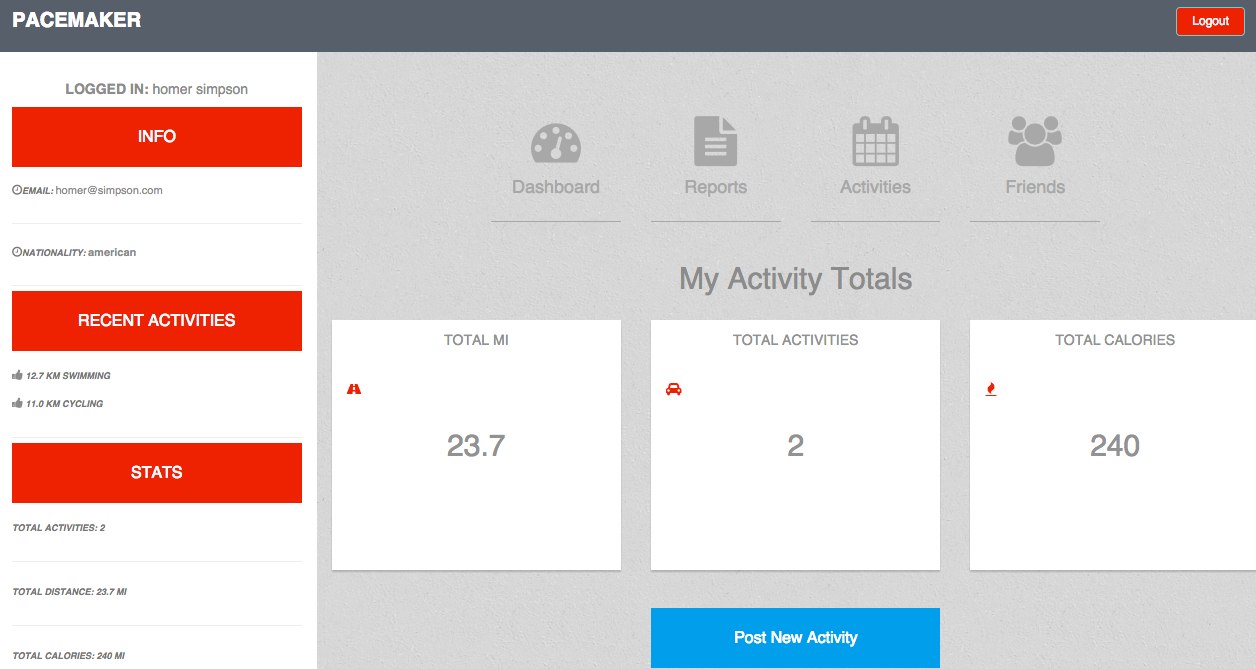 PACEMAKER
Logout
LOGGED IN: homer simpson
INFO
EMAIL: homer@simpson.com
NATIONALITY: american
RECENT ACTIVITIES
12.7 KM SWIMMING
11.0 KM CYCLING
STATS
TOTAL ACTIVITIES: 2
TOTAL DISTANCE: 23.7 MI
TOTAL CALORIES: 240 MI
Dashboard
Reports
Activities
Friends
My Activity Totals
TOTAL MI
23.7
TOTAL ACTIVITIES
2
TOTAL CALORIES
240
Post New Activity